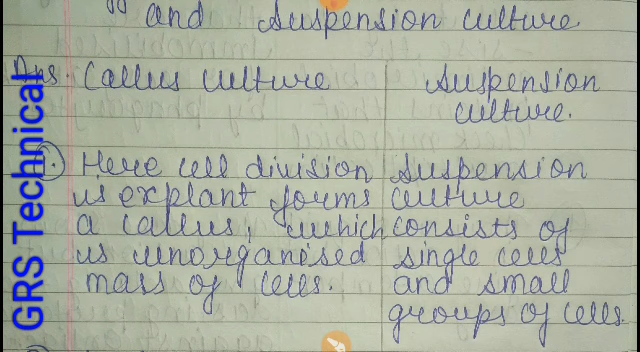 and suspension culture
Ans. Callus culture
Suspension
culture.
1. Here cell division
is explant forms
a callus, which
is unorganised
mass of cells.
Suspension
culture
consists of
single cells
and small
groups of cells.
GRS Technical